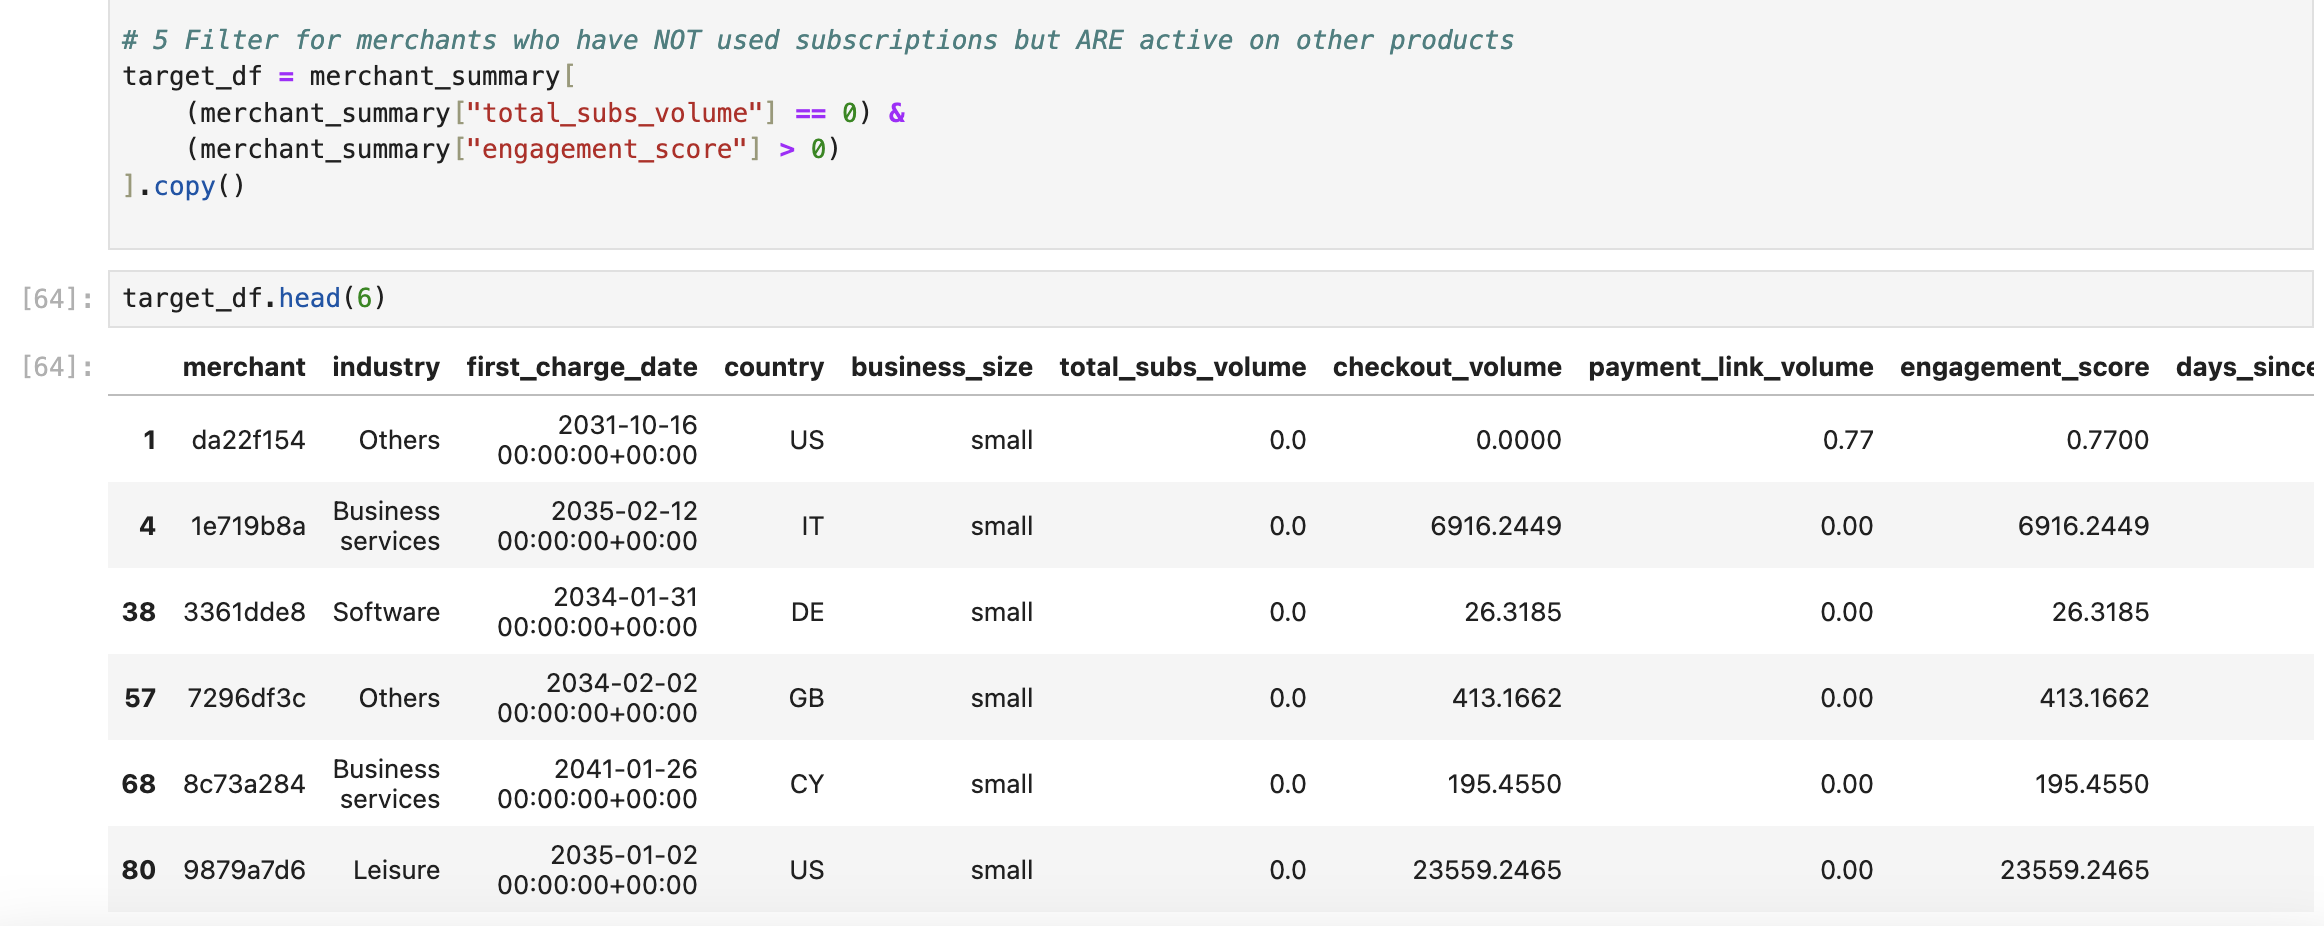 # 5 Filter for merchants who have NOT used subscriptions but ARE active on other products
target_df = merchant_summary[
    (merchant_summary["total_subs_volume"] == 0) &
    (merchant_summary["engagement_score"] > 0)
].copy()
[64]: target_df.head(6)
[64]: merchant industry first_charge_date country business_size total_subs_volume checkout_volume payment_link_volume engagement_score days_since
1 da22f154 Others 2031-10-16 00:00:00+00:00 US small 0.0 0.0000 0.77 0.7700
4 1e719b8a Business services 2035-02-12 00:00:00+00:00 IT small 0.0 6916.2449 0.00 6916.2449
38 3361dde8 Software 2034-01-31 00:00:00+00:00 DE small 0.0 26.3185 0.00 26.3185
57 7296df3c Others 2034-02-02 00:00:00+00:00 GB small 0.0 413.1662 0.00 413.1662
68 8c73a284 Business services 2041-01-26 00:00:00+00:00 CY small 0.0 195.4550 0.00 195.4550
80 9879a7d6 Leisure 2035-01-02 00:00:00+00:00 US small 0.0 23559.2465 0.00 23559.2465